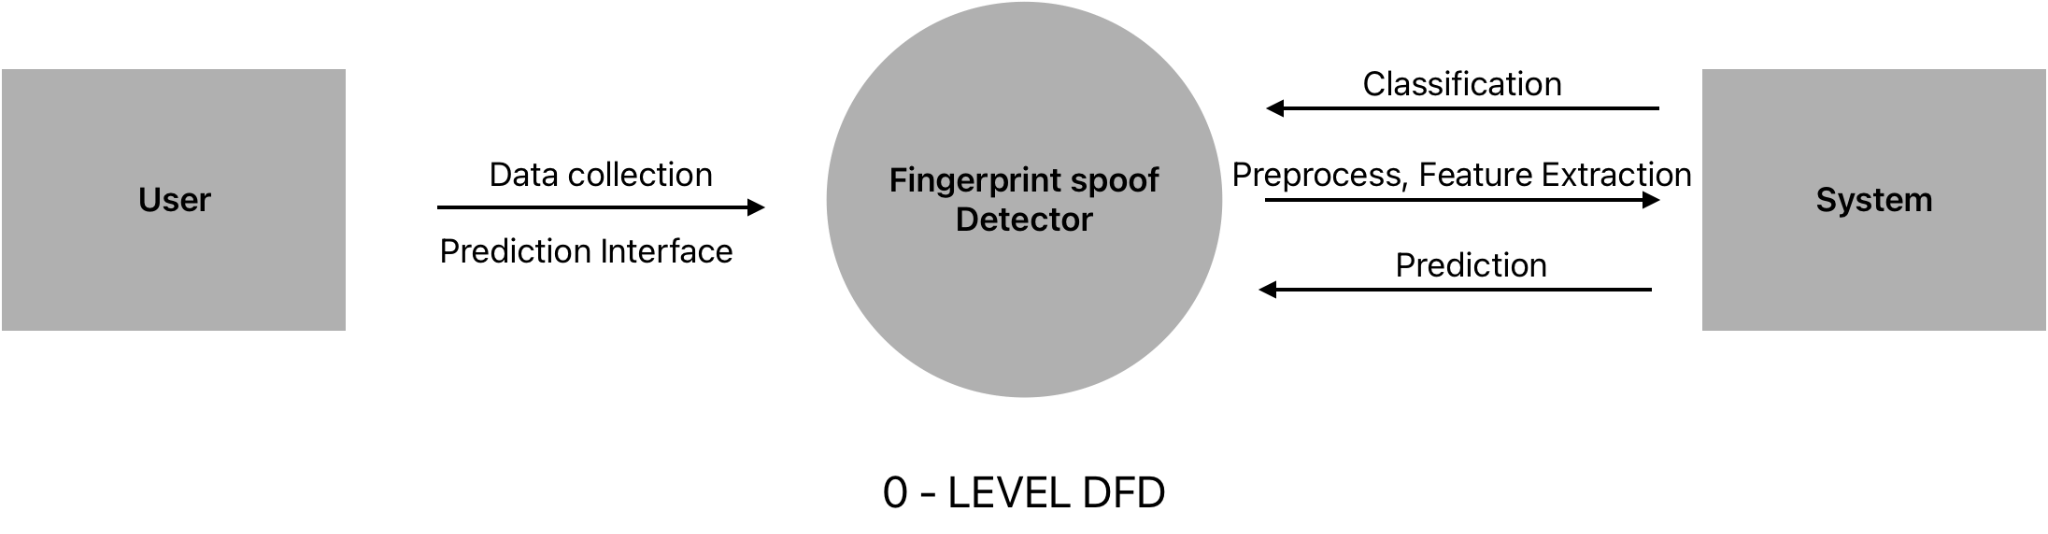 User
Data collection
Prediction Interface
Fingerprint spoof
Detector
Classification
Preprocess, Feature Extraction
Prediction
System
0 - LEVEL DFD